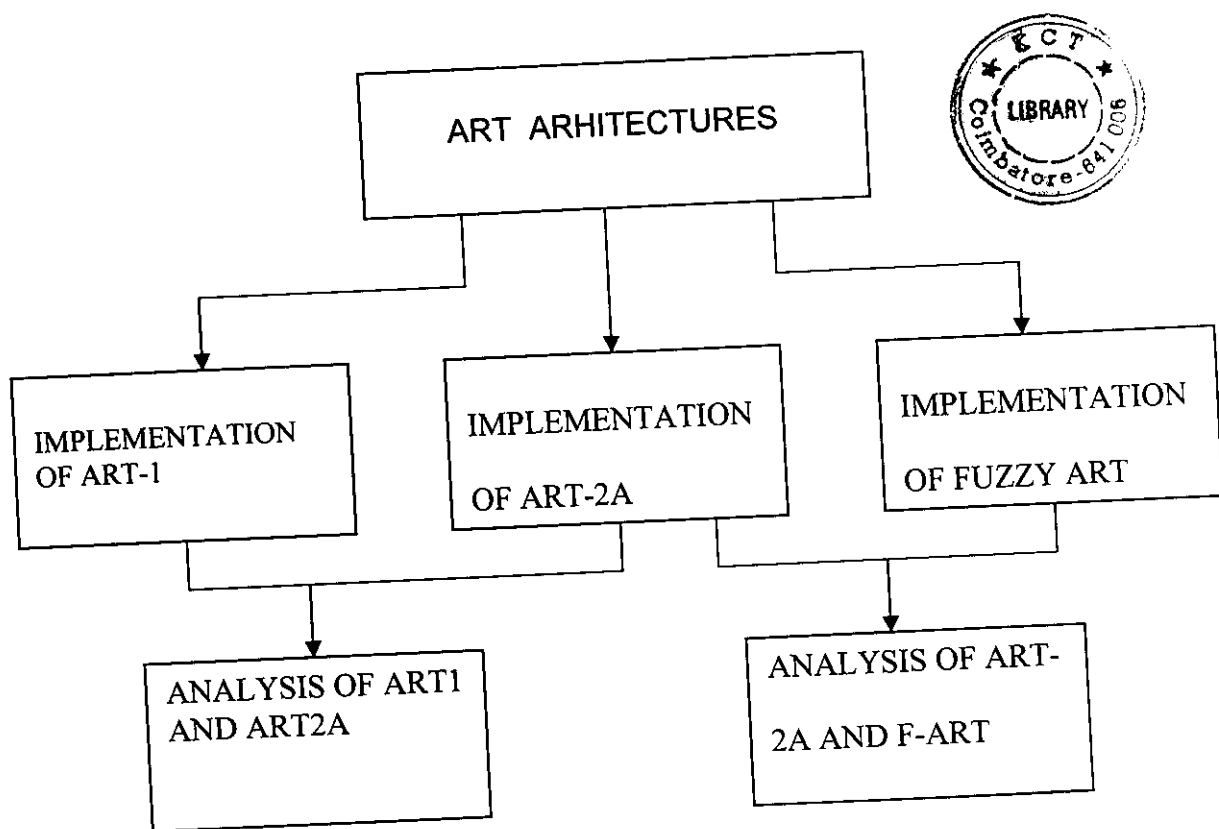 ART ARHITECTURES
★ KCT ★
LIBRARY
Coimbatore-641 006
IMPLEMENTATION
OF ART-1
IMPLEMENTATION
OF ART-2A
IMPLEMENTATION
OF FUZZY ART
ANALYSIS OF ART1
AND ART2A
ANALYSIS OF ART-
2A AND F-ART